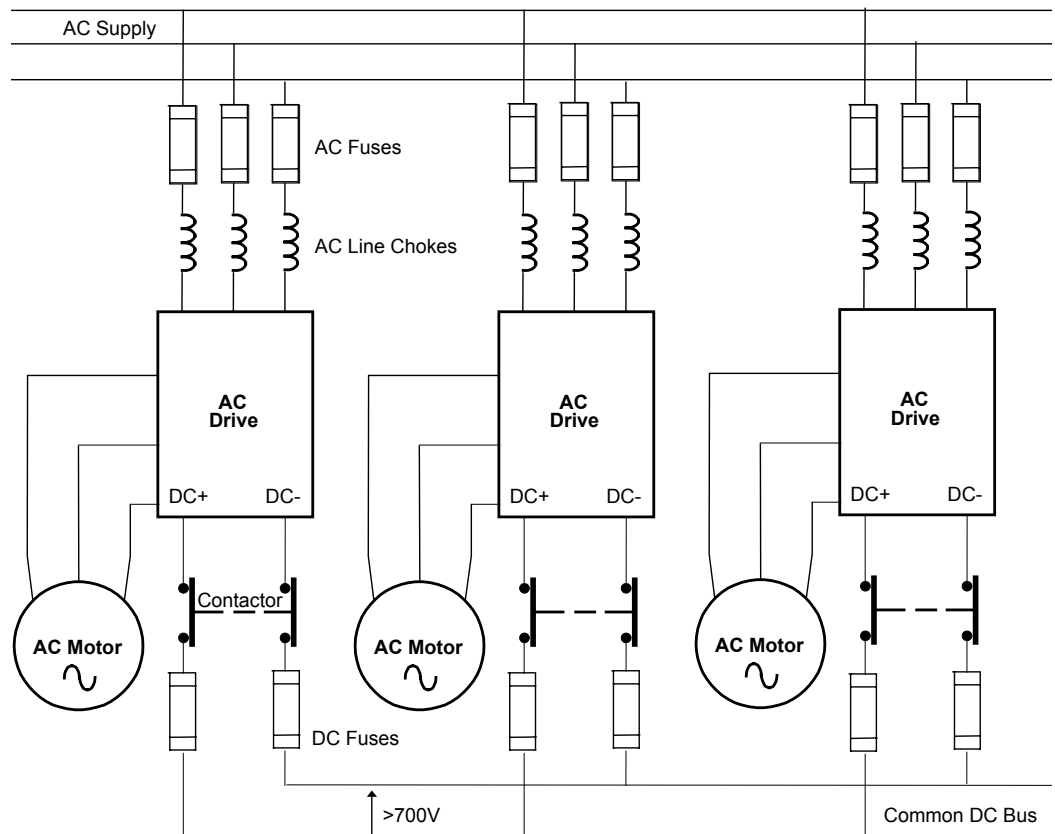 AC Supply
AC Fuses
AC Line Chokes
AC
Drive
DC+ DC-
AC
Drive
DC+ DC-
AC
Drive
DC+ DC-
Contactor
AC Motor
AC Motor
AC Motor
DC Fuses
>700V
Common DC Bus